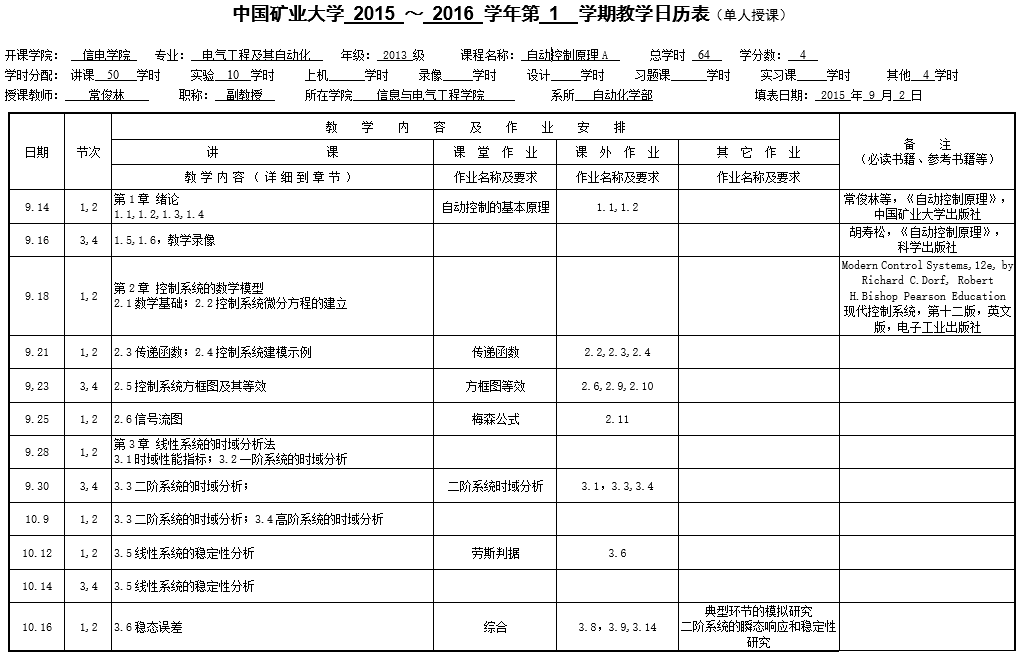 中国矿业大学 2015 ～ 2016 学年第 1 学期教学日历表（单人授课）
开课学院： 信电学院 专业： 电气工程及其自动化 年级： 2013 级 课程名称： 自动控制原理A 总学时 64 学分数： 4
学时分配： 讲课 50 学时 实验 10 学时 上机 学时 录像 学时 设计 学时 习题课 学时 实习课 学时 其他 4 学时
授课教师： 常俊林 职称： 副教授 所在学院 信息与电气工程学院 系所 自动化学部 填表日期： 2015 年 9 月 2 日
日期 节次 教 学 内 容 及 作 业 安 排 备 注
（必读书籍、参考书籍等）
讲 课 课 堂 作 业 课 外 作 业 其 它 作 业
教 学 内 容 （ 详 细 到 章 节 ） 作业名称及要求 作业名称及要求 作业名称及要求
9.14 1,2 第1章 绪论
1.1,1.2,1.3,1.4 自动控制的基本原理 1.1,1.2 常俊林等，《自动控制原理》，
中国矿业大学出版社
9.16 3,4 1.5,1.6，教学录像 胡寿松，《自动控制原理》，
科学出版社
9.18 1,2 第2章 控制系统的数学模型
2.1数学基础；2.2控制系统微分方程的建立 Modern Control Systems,12e, by
Richard C.Dorf, Robert
H.Bishop Pearson Education
现代控制系统，第十二版，英文
版，电子工业出版社
9.21 1,2 2.3传递函数；2.4控制系统建模示例 传递函数 2.2,2.3,2.4
9,23 3,4 2.5控制系统方框图及其等效 方框图等效 2.6,2.9,2.10
9.25 1,2 2.6信号流图 梅森公式 2.11
9.28 1,2 第3章 线性系统的时域分析法
3.1时域性能指标；3.2一阶系统的时域分析
9.30 3,4 3.3二阶系统的时域分析； 二阶系统时域分析 3.1，3.3,3.4
10.9 1,2 3.3二阶系统的时域分析；3.4高阶系统的时域分析
10.12 1,2 3.5线性系统的稳定性分析 劳斯判据 3.6
10.14 3,4 3.5线性系统的稳定性分析
10.16 1,2 3.6稳态误差 综合 3.8，3.9,3.14 典型环节的模拟研究
二阶系统的瞬态响应和稳定性
研究